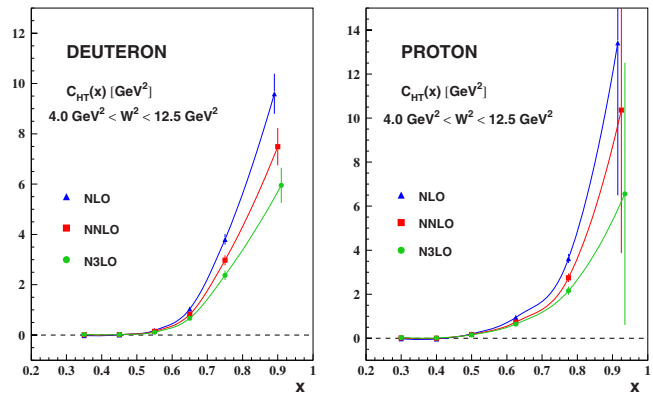 DEUTERON
C_HT(x) [GeV²]
4.0 GeV² < W² < 12.5 GeV²
NLO
NNLO
N3LO
12
10
8
6
4
2
0
0.2 0.3 0.4 0.5 0.6 0.7 0.8 0.9 1
x
PROTON
C_HT(x) [GeV²]
4.0 GeV² < W² < 12.5 GeV²
NLO
NNLO
N3LO
14
12
10
8
6
4
2
0
0.2 0.3 0.4 0.5 0.6 0.7 0.8 0.9 1
x